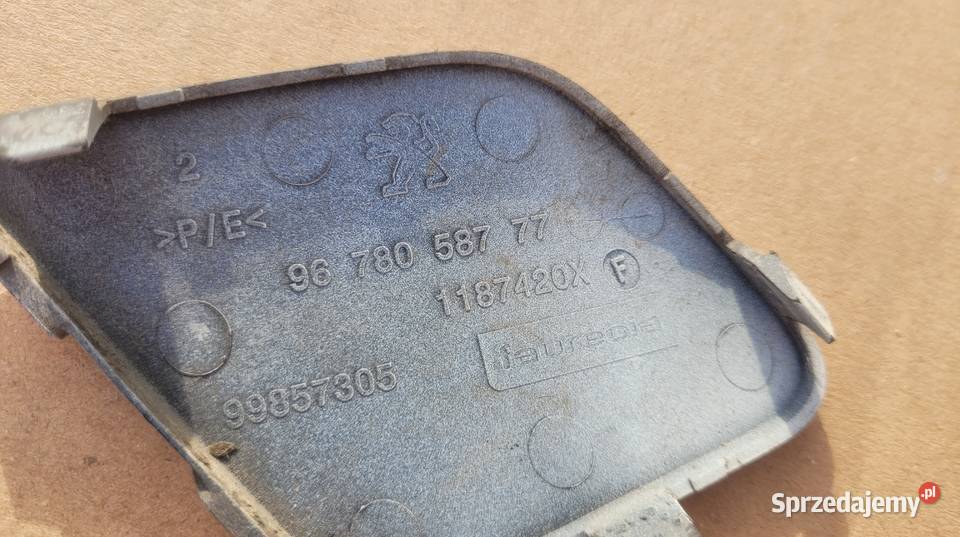 2
>P/E<
96 780 587 77
1187420X F
faurecia
99857305
Sprzedajemy.pl